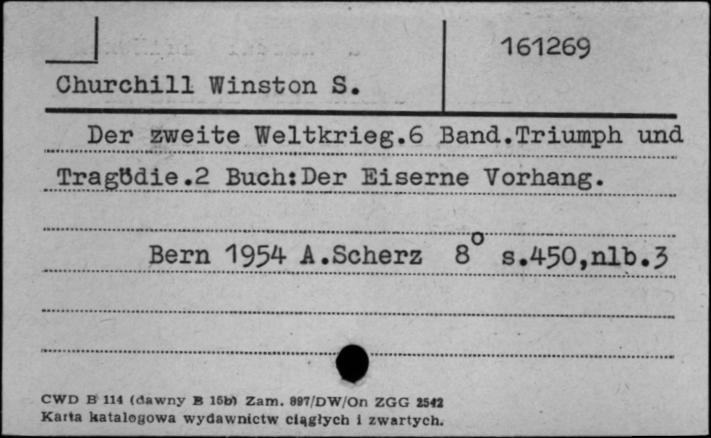 161269
Churchill Winston S.
Der zweite Weltkrieg.6 Band.Triumph und
Tragödie.2 Buch:Der Eiserne Vorhang.
Bern 1954 A.Scherz 8° s.450,nlb.3
CWD B 114 (dawny B 15b) Zam. 897/DW/On ZGG 2542
Karta katalogowa wydawnictw ciągłych i zwartych.